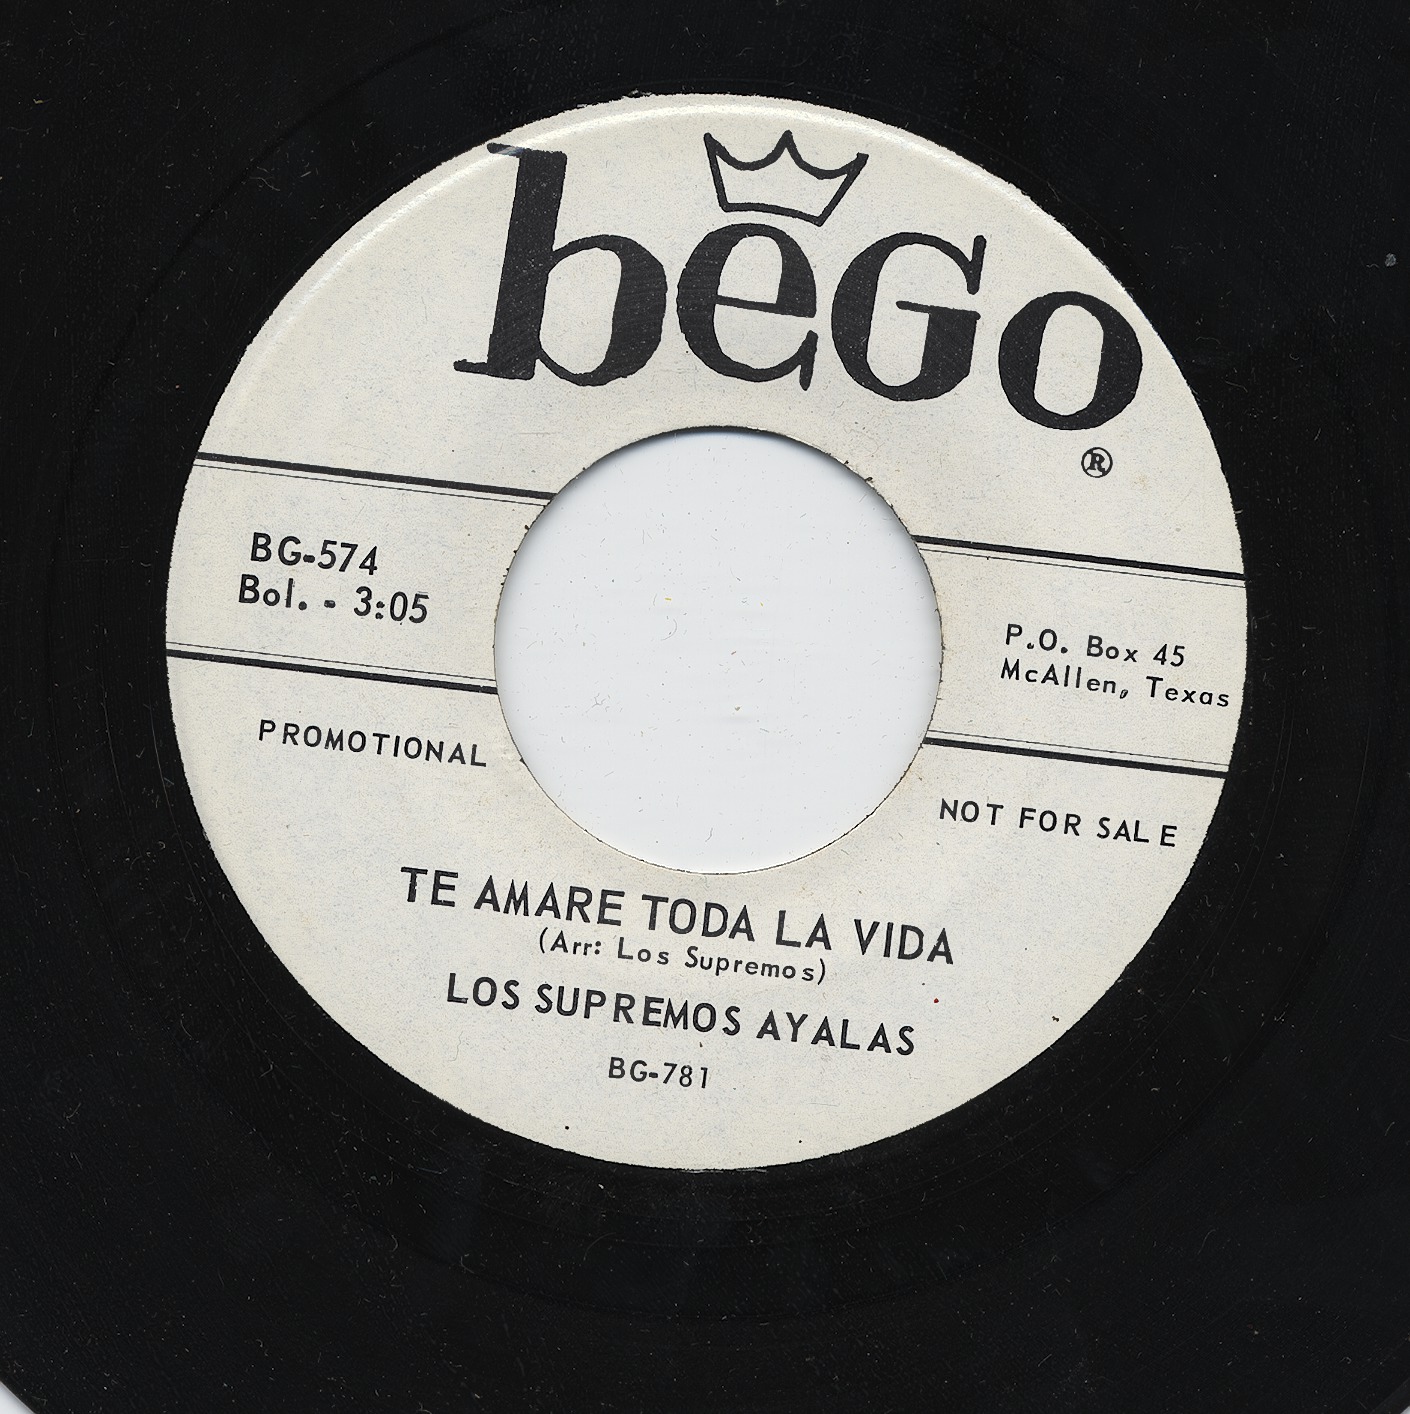 beGo
®
BG-574
Bol. - 3:05
P.O. Box 45
McAllen, Texas
PROMOTIONAL
NOT FOR SALE
TE AMARE TODA LA VIDA
(Arr: Los Supremos)
LOS SUPREMOS AYALAS
BG-781